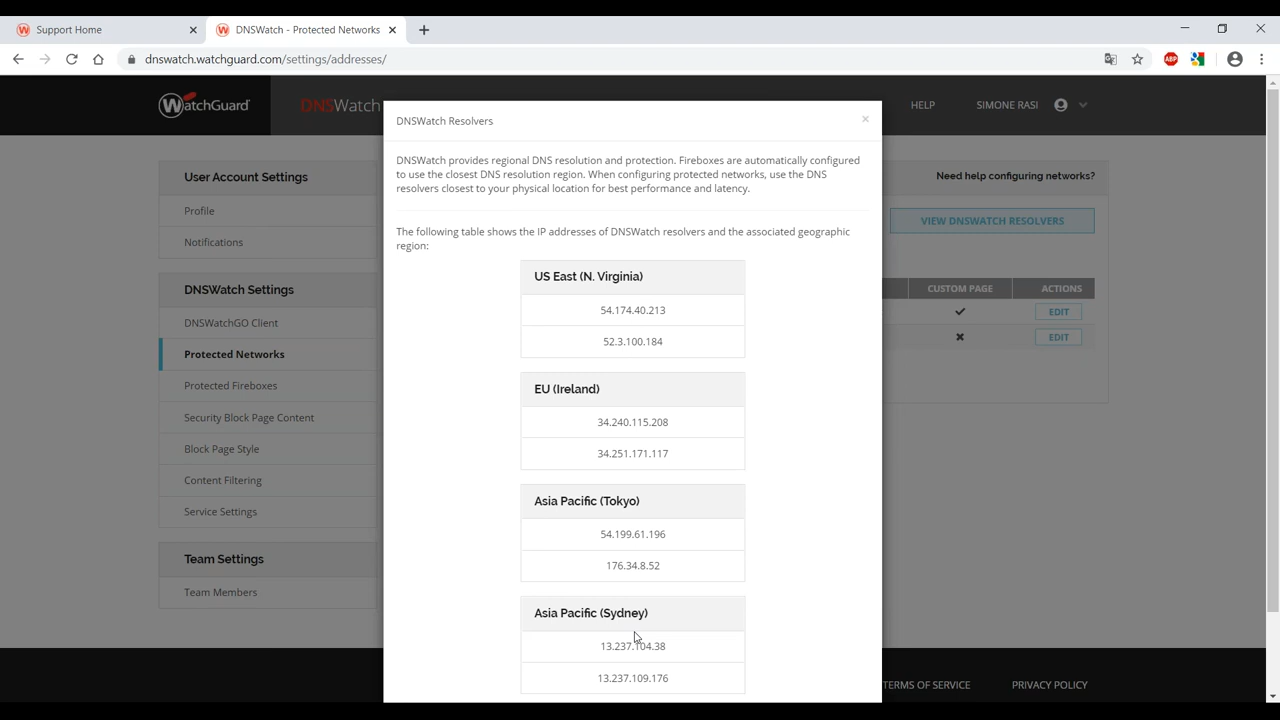 Support Home
DNSWatch - Protected Networks
dnswatch.watchguard.com/settings/addresses/
ABP
WatchGuard
DNSWatch
HELP
SIMONE RASI
User Account Settings
Profile
Notifications
DNSWatch Settings
DNSWatchGO Client
Protected Networks
Protected Fireboxes
Security Block Page Content
Block Page Style
Content Filtering
Service Settings
Team Settings
Team Members
DNSWatch Resolvers
×
DNSWatch provides regional DNS resolution and protection. Fireboxes are automatically configured
to use the closest DNS resolution region. When configuring protected networks, use the DNS
resolvers closest to your physical location for best performance and latency.
The following table shows the IP addresses of DNSWatch resolvers and the associated geographic
region:
US East (N. Virginia)
54.174.40.213
52.3.100.184
EU (Ireland)
34.240.115.208
34.251.171.117
Asia Pacific (Tokyo)
54.199.61.196
176.34.8.52
Asia Pacific (Sydney)
13.237.104.38
13.237.109.176
Need help configuring networks?
VIEW DNSWATCH RESOLVERS
CUSTOM PAGE
ACTIONS
EDIT
EDIT
TERMS OF SERVICE
PRIVACY POLICY